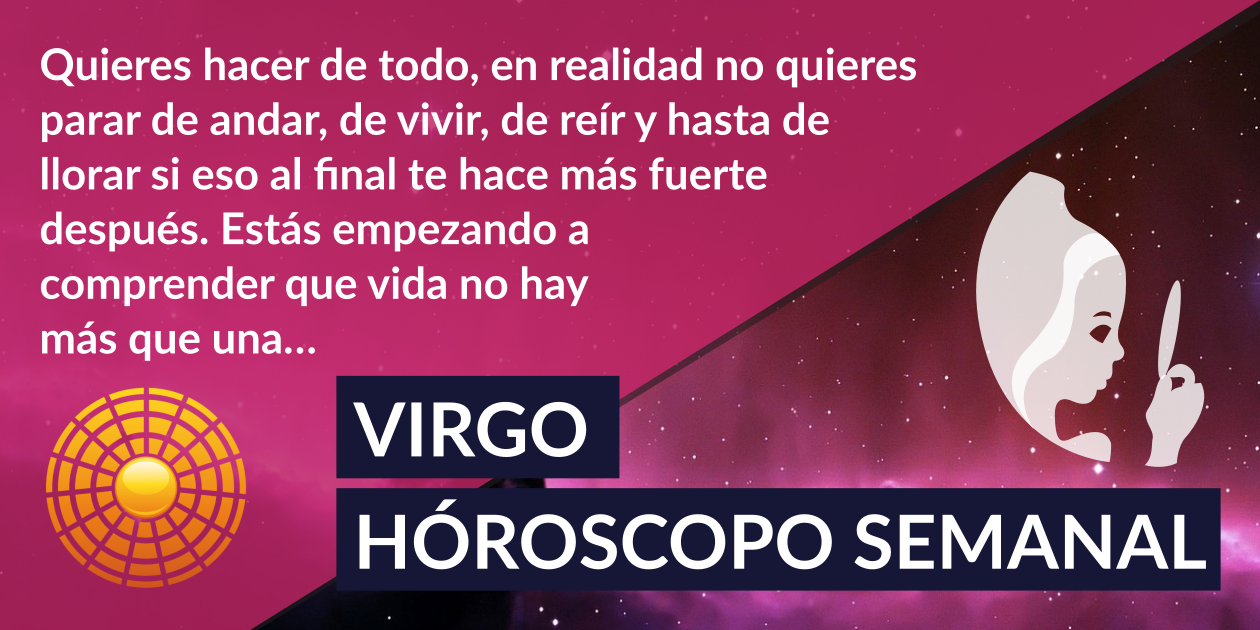 Quieres hacer de todo, en realidad no quieres
parar de andar, de vivir, de reír y hasta de
llorar si eso al final te hace más fuerte
después. Estás empezando a
comprender que vida no hay
más que una...
VIRGO
HÓROSCOPO SEMANAL